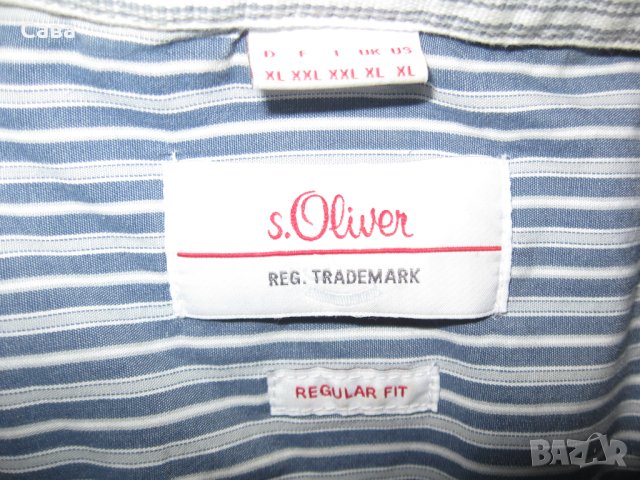 Сава
D F I UK US
XL XXL XXL XL XL
s.Oliver
REG. TRADEMARK
REGULAR FIT
BAZAR